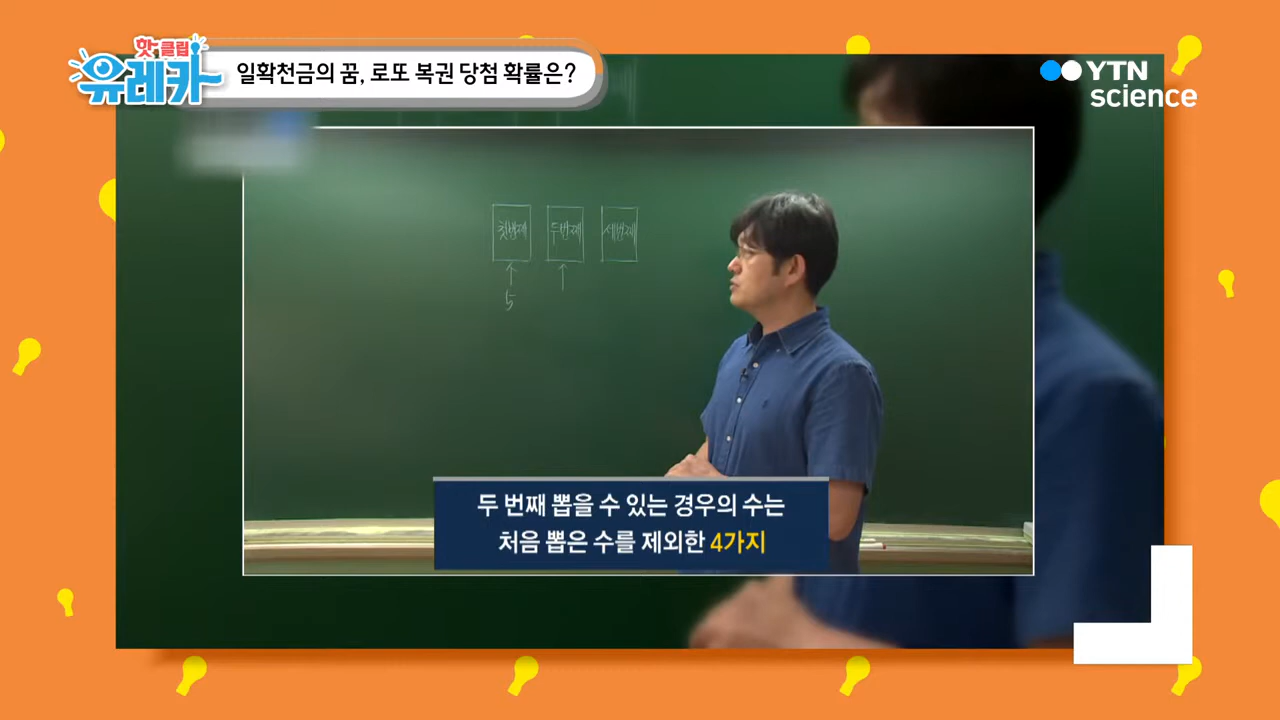 핫클립
유레카
일확천금의 꿈, 로또 복권 당첨 확률은?
YTN
science
첫번째 두번째 세번째
5
두 번째 뽑을 수 있는 경우의 수는
처음 뽑은 수를 제외한 4가지